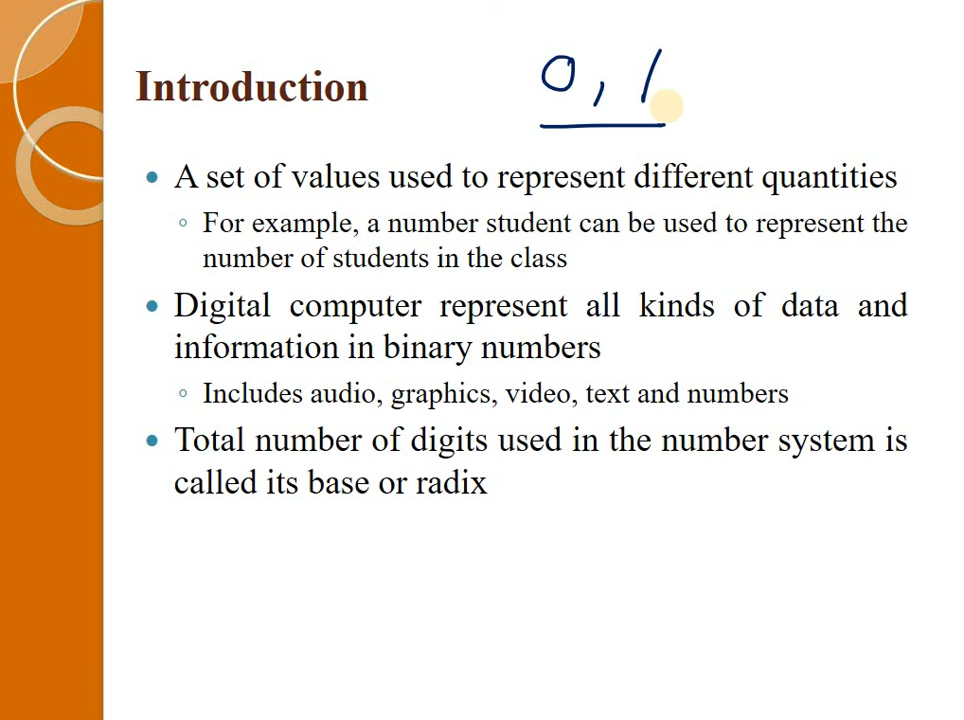 Introduction 0, 1
A set of values used to represent different quantities
For example, a number student can be used to represent the
number of students in the class
Digital computer represent all kinds of data and
information in binary numbers
Includes audio, graphics, video, text and numbers
Total number of digits used in the number system is
called its base or radix